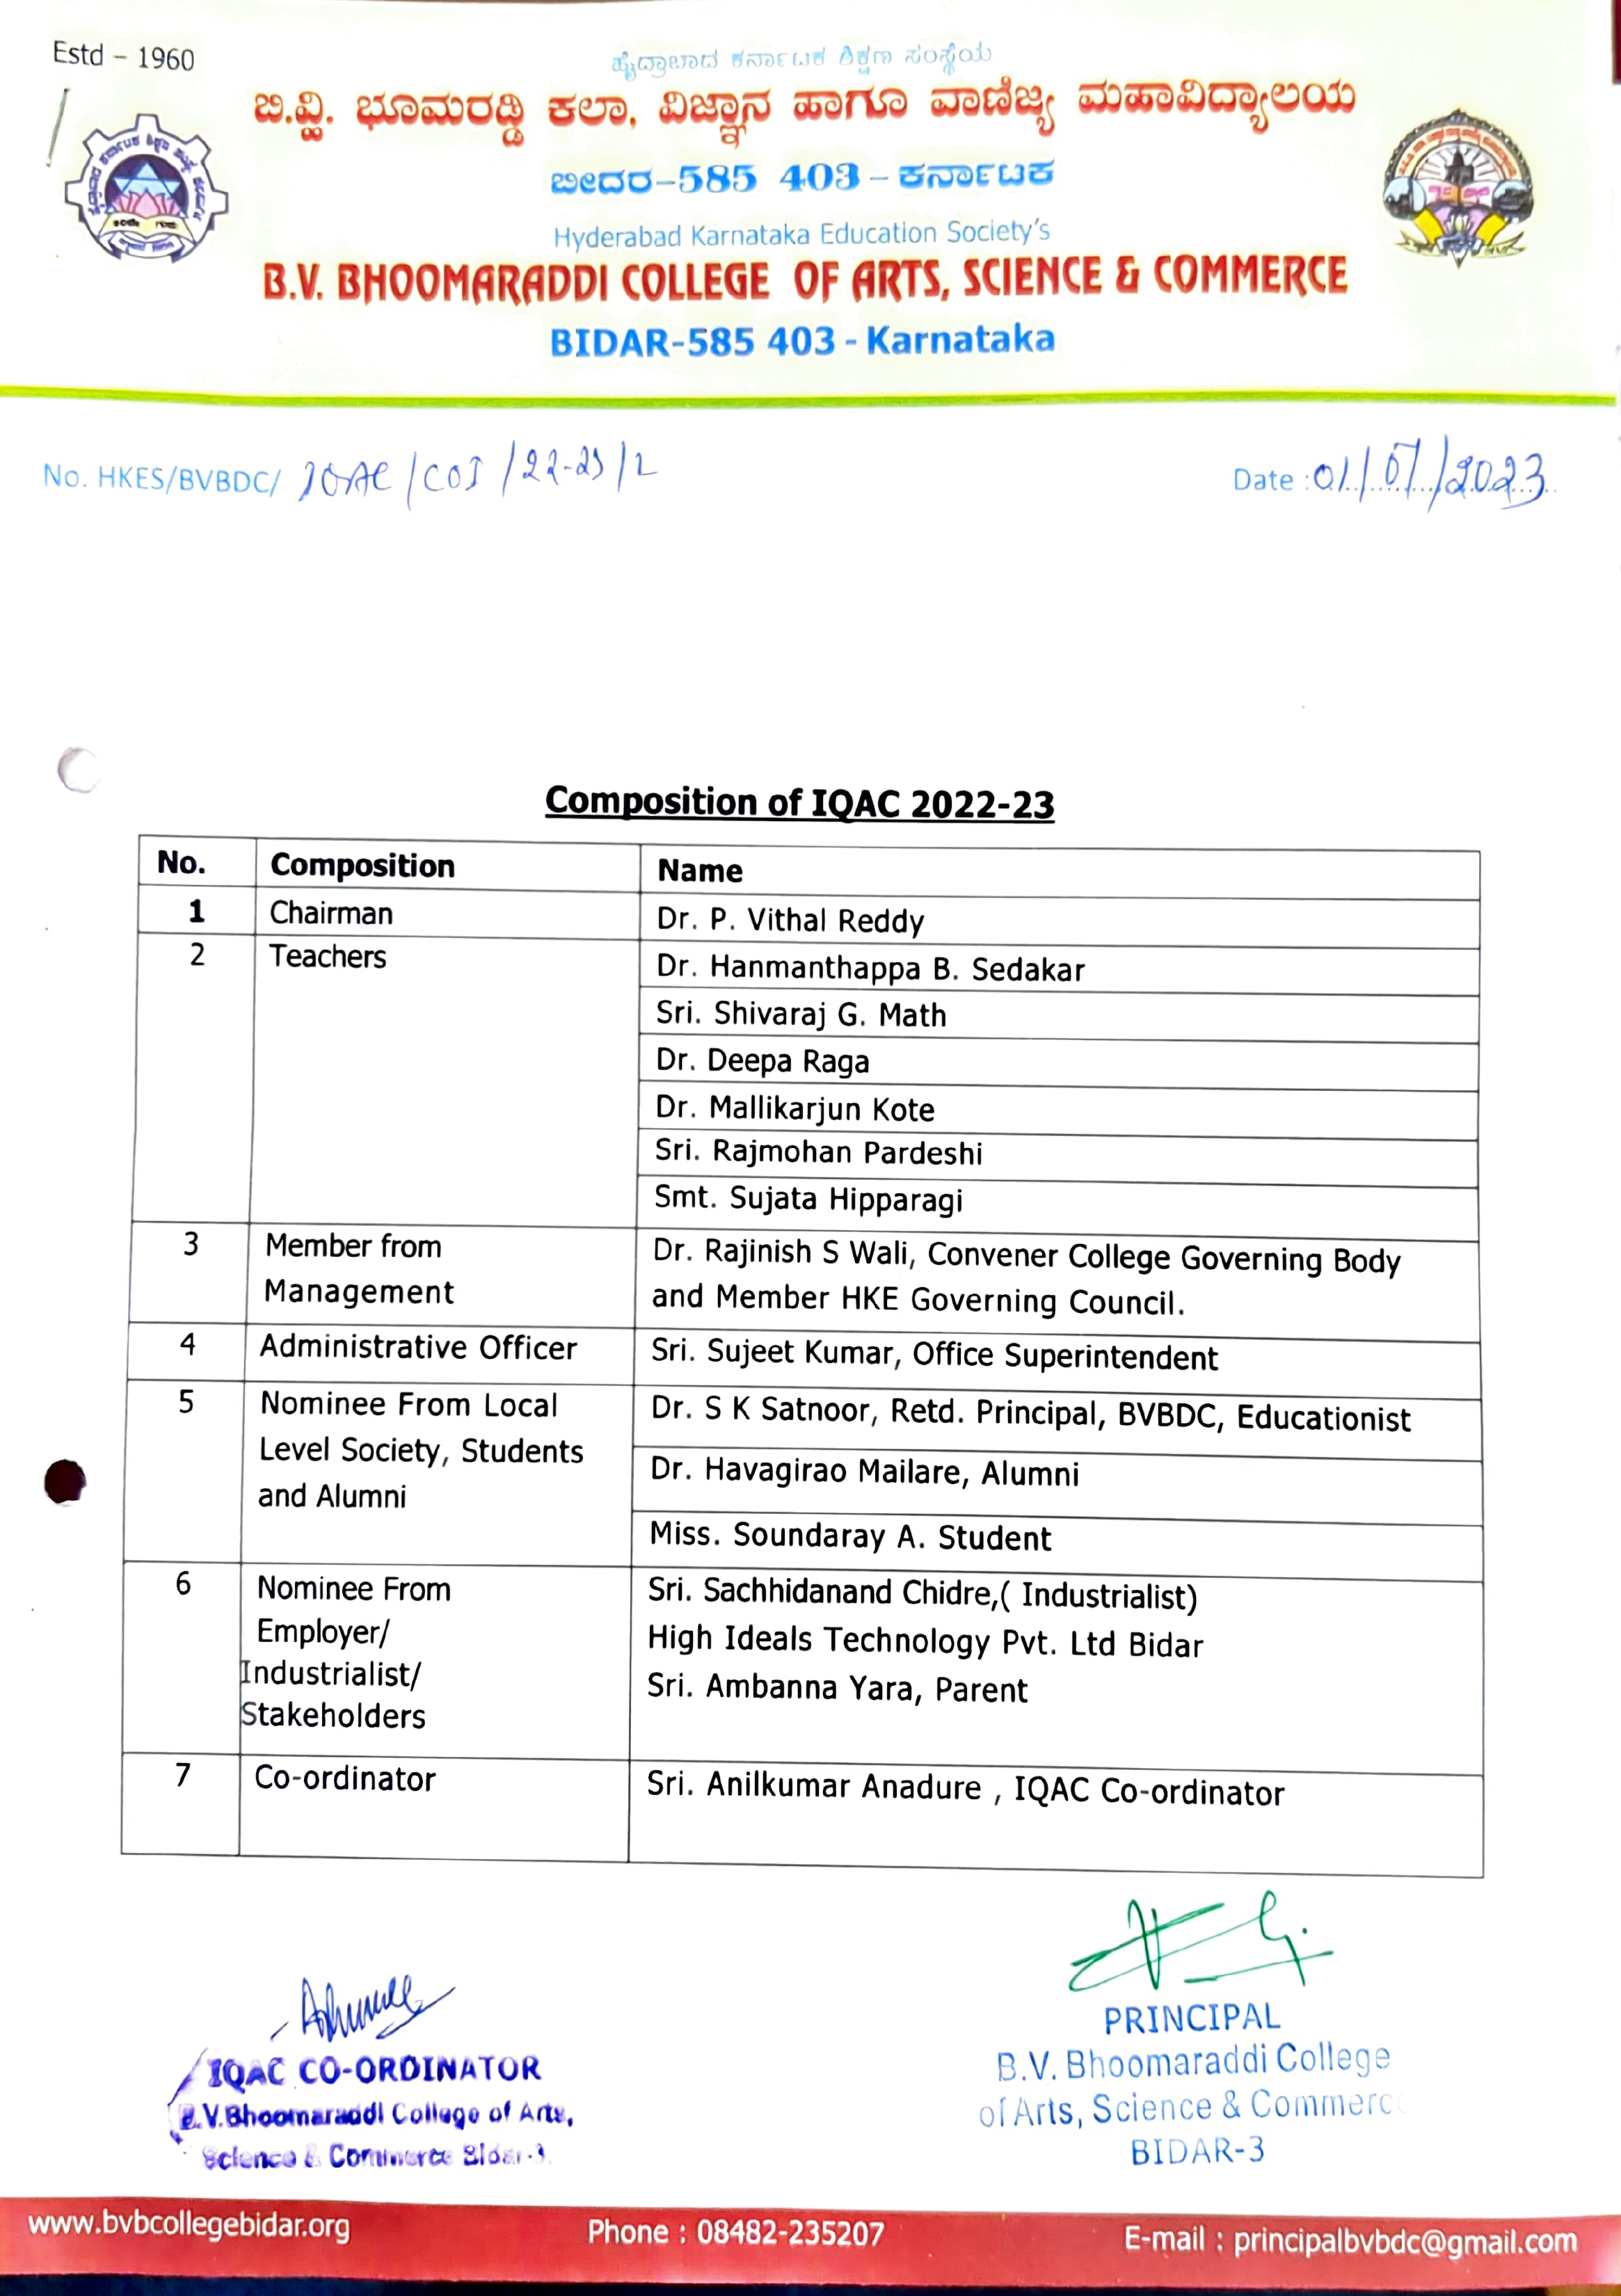 Estd - 1960
ಹೈದ್ರಾಬಾದ ಕರ್ನಾಟಕ ಶಿಕ್ಷಣ ಸಂಸ್ಥೆಯ
ಬಿ.ವ್ಹಿ. ಭೂಮರಡ್ಡಿ ಕಲಾ, ವಿಜ್ಞಾನ ಹಾಗೂ ವಾಣಿಜ್ಯ ಮಹಾವಿದ್ಯಾಲಯ
ಬೀದರ-585 403 - ಕರ್ನಾಟಕ
Hyderabad Karnataka Education Society's
B.V. BHOOMARADDI COLLEGE OF ARTS, SCIENCE & COMMERCE
BIDAR-585 403 - Karnataka
No. HKES/BVBDC/ IQAC/COI/22-23/2 Date : 01/07/2023
Composition of IQAC 2022-23
No. Composition Name
1 Chairman Dr. P. Vithal Reddy
2 Teachers Dr. Hanmanthappa B. Sedakar
Sri. Shivaraj G. Math
Dr. Deepa Raga
Dr. Mallikarjun Kote
Sri. Rajmohan Pardeshi
Smt. Sujata Hipparagi
3 Member from Dr. Rajinish S Wali, Convener College Governing Body
Management and Member HKE Governing Council.
4 Administrative Officer Sri. Sujeet Kumar, Office Superintendent
5 Nominee From Local Dr. S K Satnoor, Retd. Principal, BVBDC, Educationist
Level Society, Students Dr. Havagirao Mailare, Alumni
and Alumni Miss. Soundaray A. Student
6 Nominee From Sri. Sachhidanand Chidre,( Industrialist)
Employer/ High Ideals Technology Pvt. Ltd Bidar
Industrialist/ Sri. Ambanna Yara, Parent
Stakeholders
7 Co-ordinator Sri. Anilkumar Anadure , IQAC Co-ordinator
IQAC CO-ORDINATOR
B.V.Bhoomaraddi College of Arts,
Science & Commerce Bidar-3
PRINCIPAL
B.V. Bhoomaraddi College
of Arts, Science & Commerce
BIDAR-3
www.bvbcollegebidar.org Phone : 08482-235207 E-mail : principalbvbdc@gmail.com